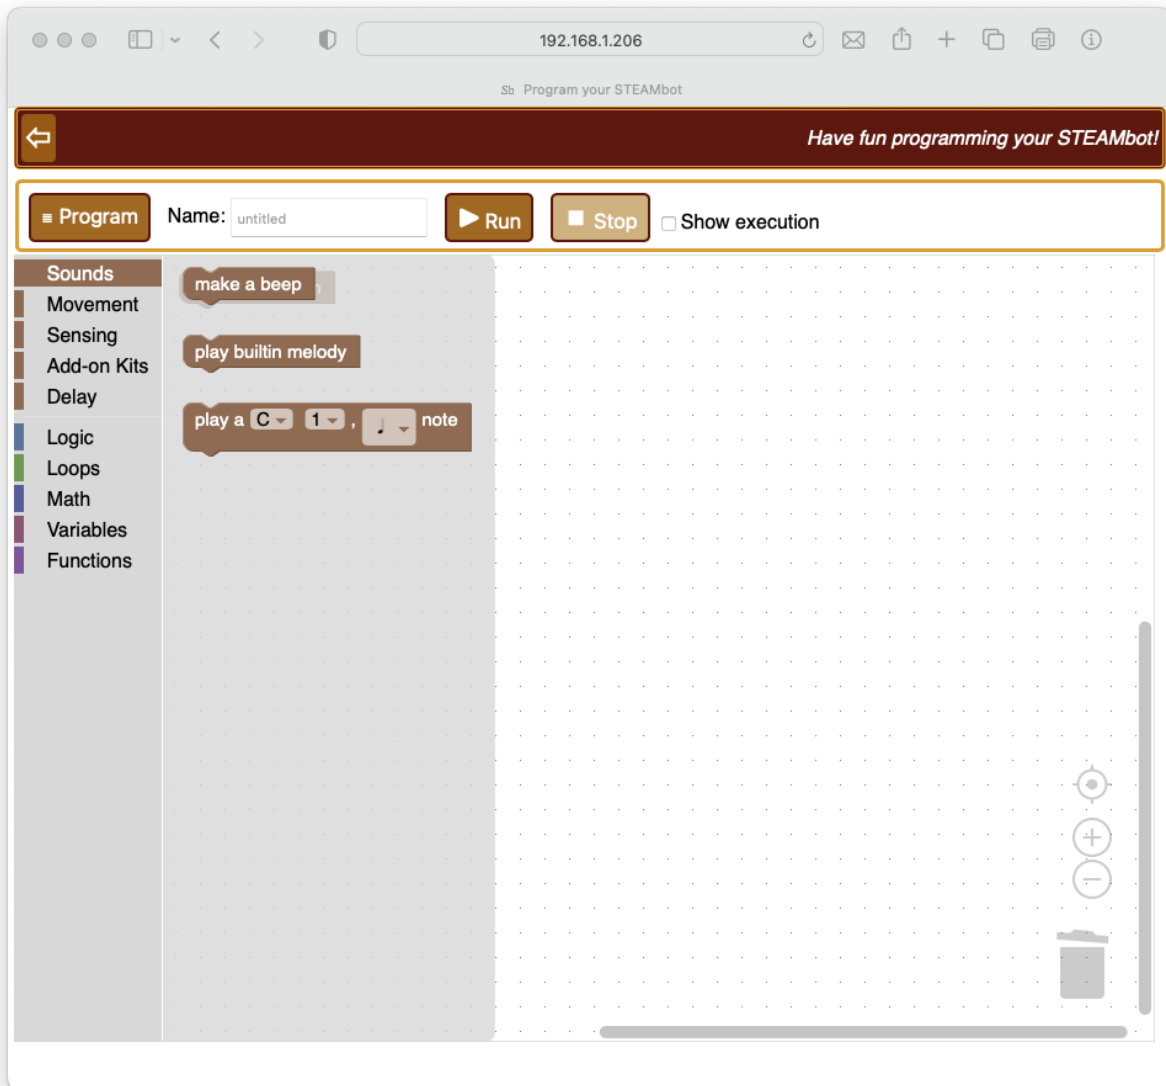 192.168.1.206
Sb Program your STEAMbot
Have fun programming your STEAMbot!
≡ Program Name: untitled Run Stop Show execution
Sounds
Movement
Sensing
Add-on Kits
Delay
Logic
Loops
Math
Variables
Functions
make a beep
play builtin melody
play a C 1 , ♩ note